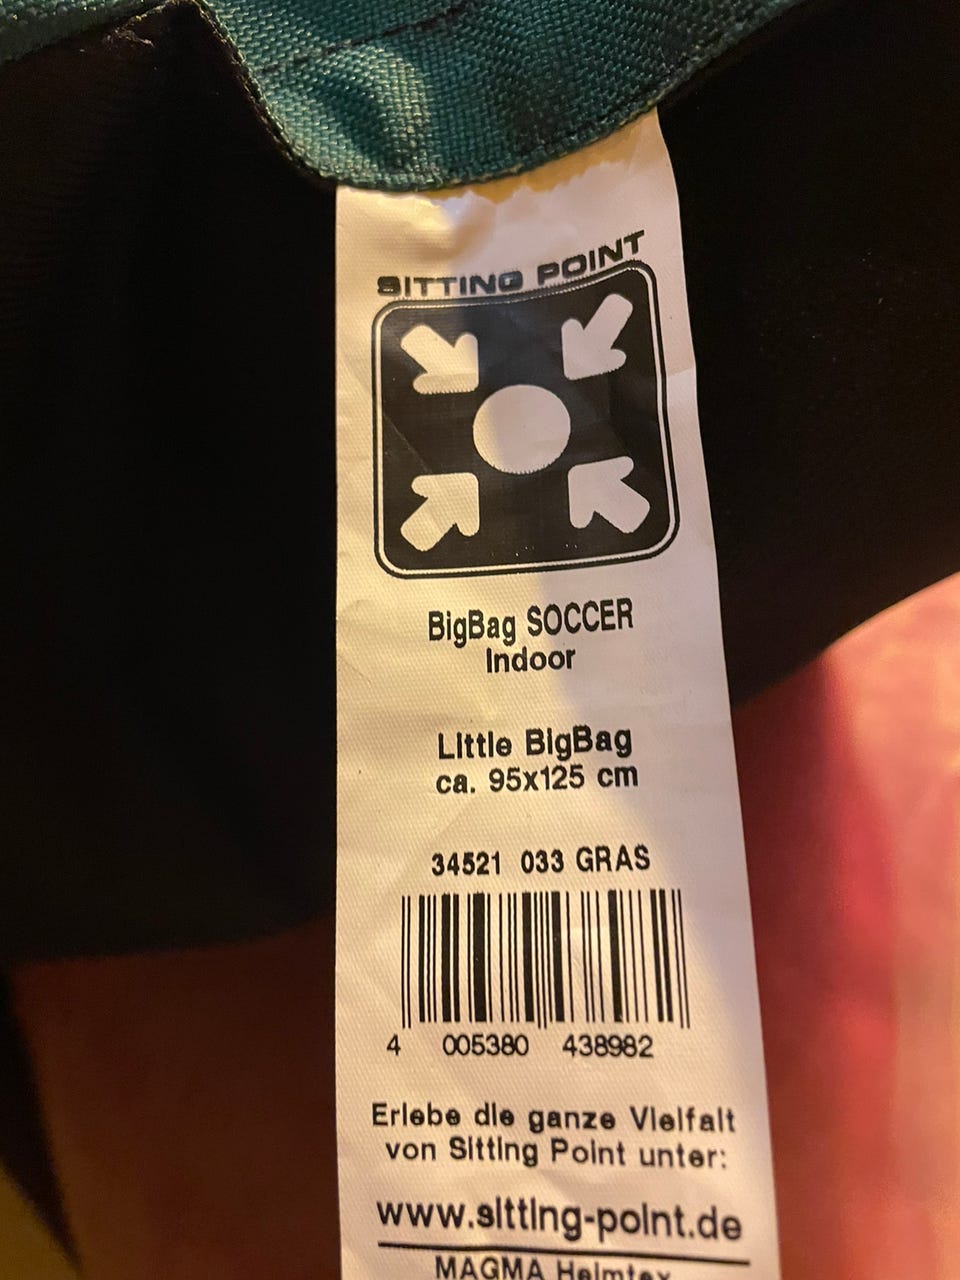 SITTING POINT
BigBag SOCCER
Indoor
Little BigBag
ca. 95x125 cm
34521 033 GRAS
4 005380 438982
Erlebe die ganze Vielfalt
von Sitting Point unter:
www.sitting-point.de
MAGMA Heimtex